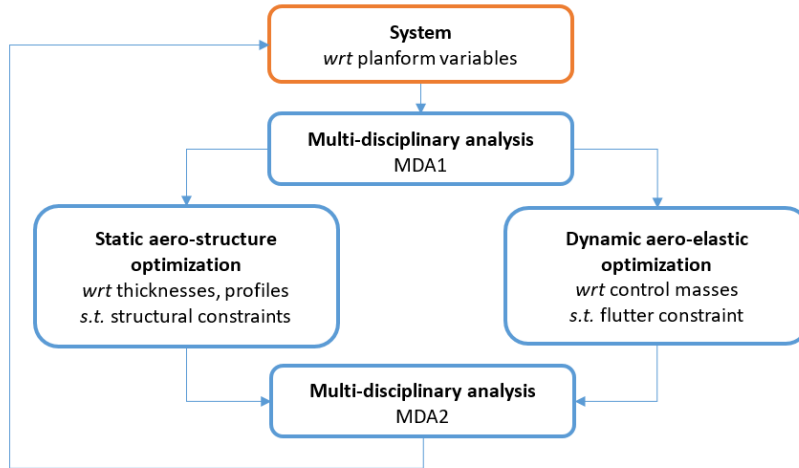 System
wrt planform variables
Multi-disciplinary analysis
MDA1
Static aero-structure
optimization
wrt thicknesses, profiles
s.t. structural constraints
Dynamic aero-elastic
optimization
wrt control masses
s.t. flutter constraint
Multi-disciplinary analysis
MDA2